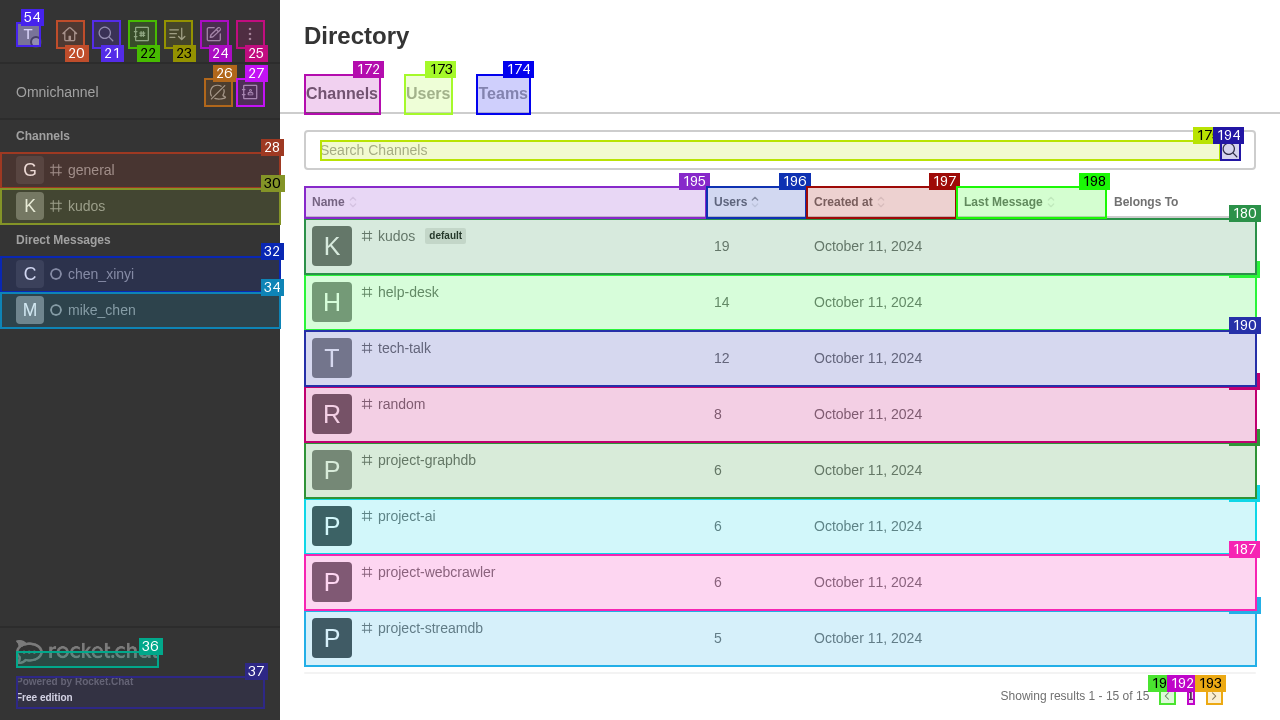 54
T
20
21
22
23
24
25
Omnichannel
26
27
Channels
28
G general
30
K kudos
Direct Messages
32
C chen_xinyi
34
M mike_chen
36
rocket.chat
37
Powered by Rocket.Chat
Free edition
Directory
172
173
174
Channels
Users
Teams
194
Search Channels
195
196
197
198
Name
Users
Created at
Last Message
Belongs To
180
K kudos default 19 October 11, 2024
H help-desk 14 October 11, 2024
190
T tech-talk 12 October 11, 2024
R random 8 October 11, 2024
P project-graphdb 6 October 11, 2024
P project-ai 6 October 11, 2024
187
P project-webcrawler 6 October 11, 2024
P project-streamdb 5 October 11, 2024
192
193
Showing results 1 - 15 of 15